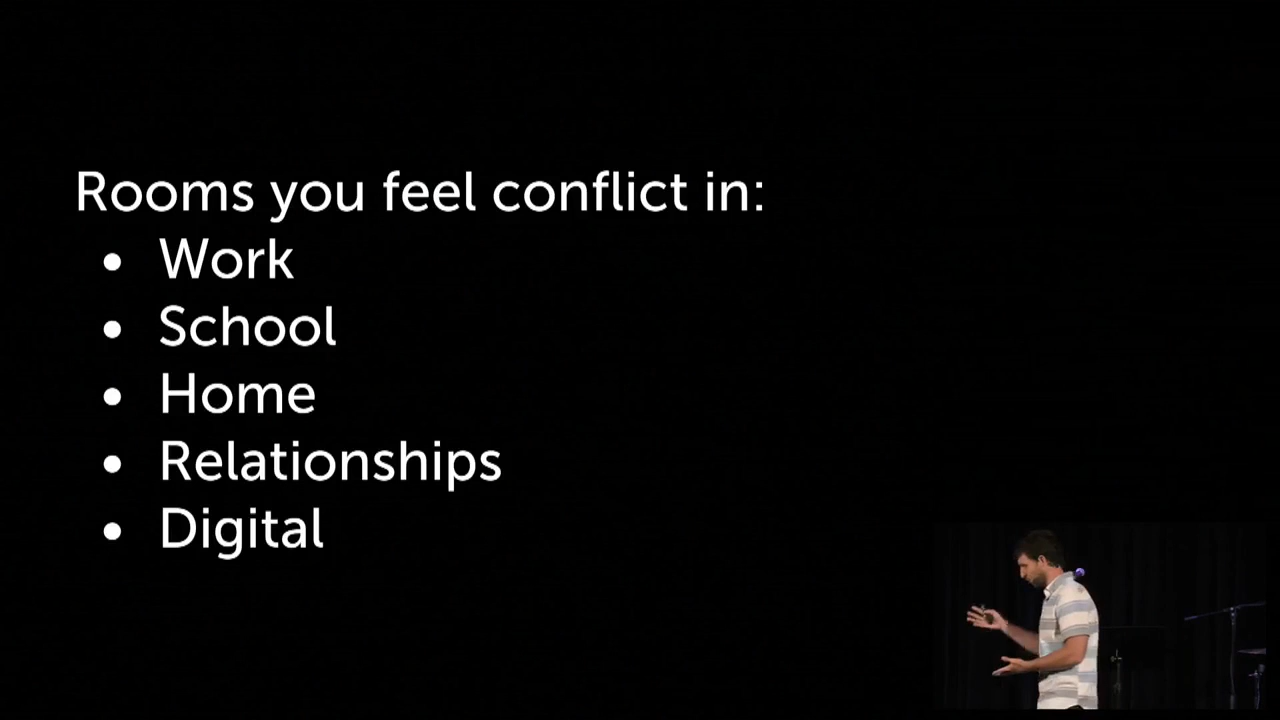 Rooms you feel conflict in:
• Work
• School
• Home
• Relationships
• Digital